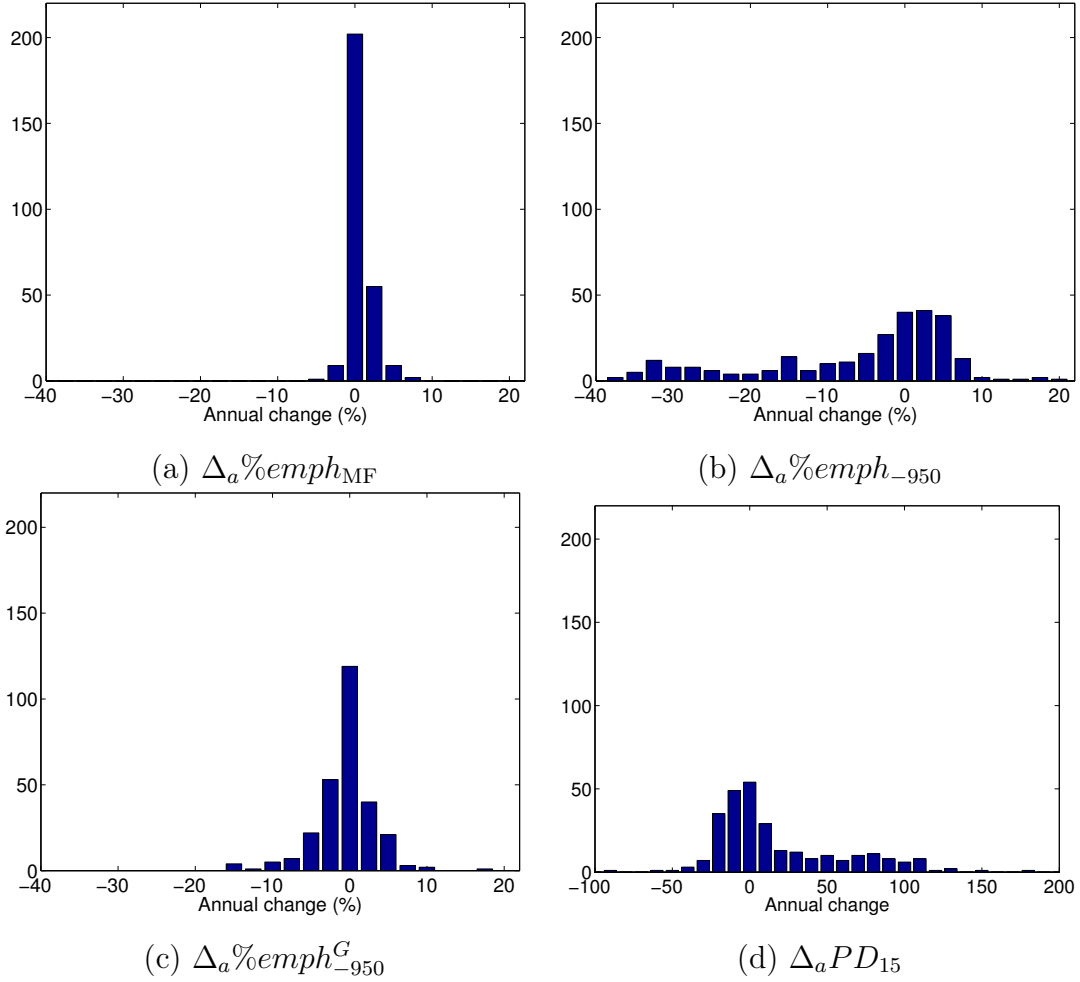 200
150
100
50
0
−40 −30 −20 −10 0 10 20
Annual change (%)
(a) Δₐ%emph_MF
200
150
100
50
0
−40 −30 −20 −10 0 10 20
Annual change (%)
(b) Δₐ%emph₋₉₅₀
200
150
100
50
0
−40 −30 −20 −10 0 10 20
Annual change (%)
(c) Δₐ%emph^G₋₉₅₀
200
150
100
50
0
−100 −50 0 50 100 150 200
Annual change
(d) ΔₐPD₁₅